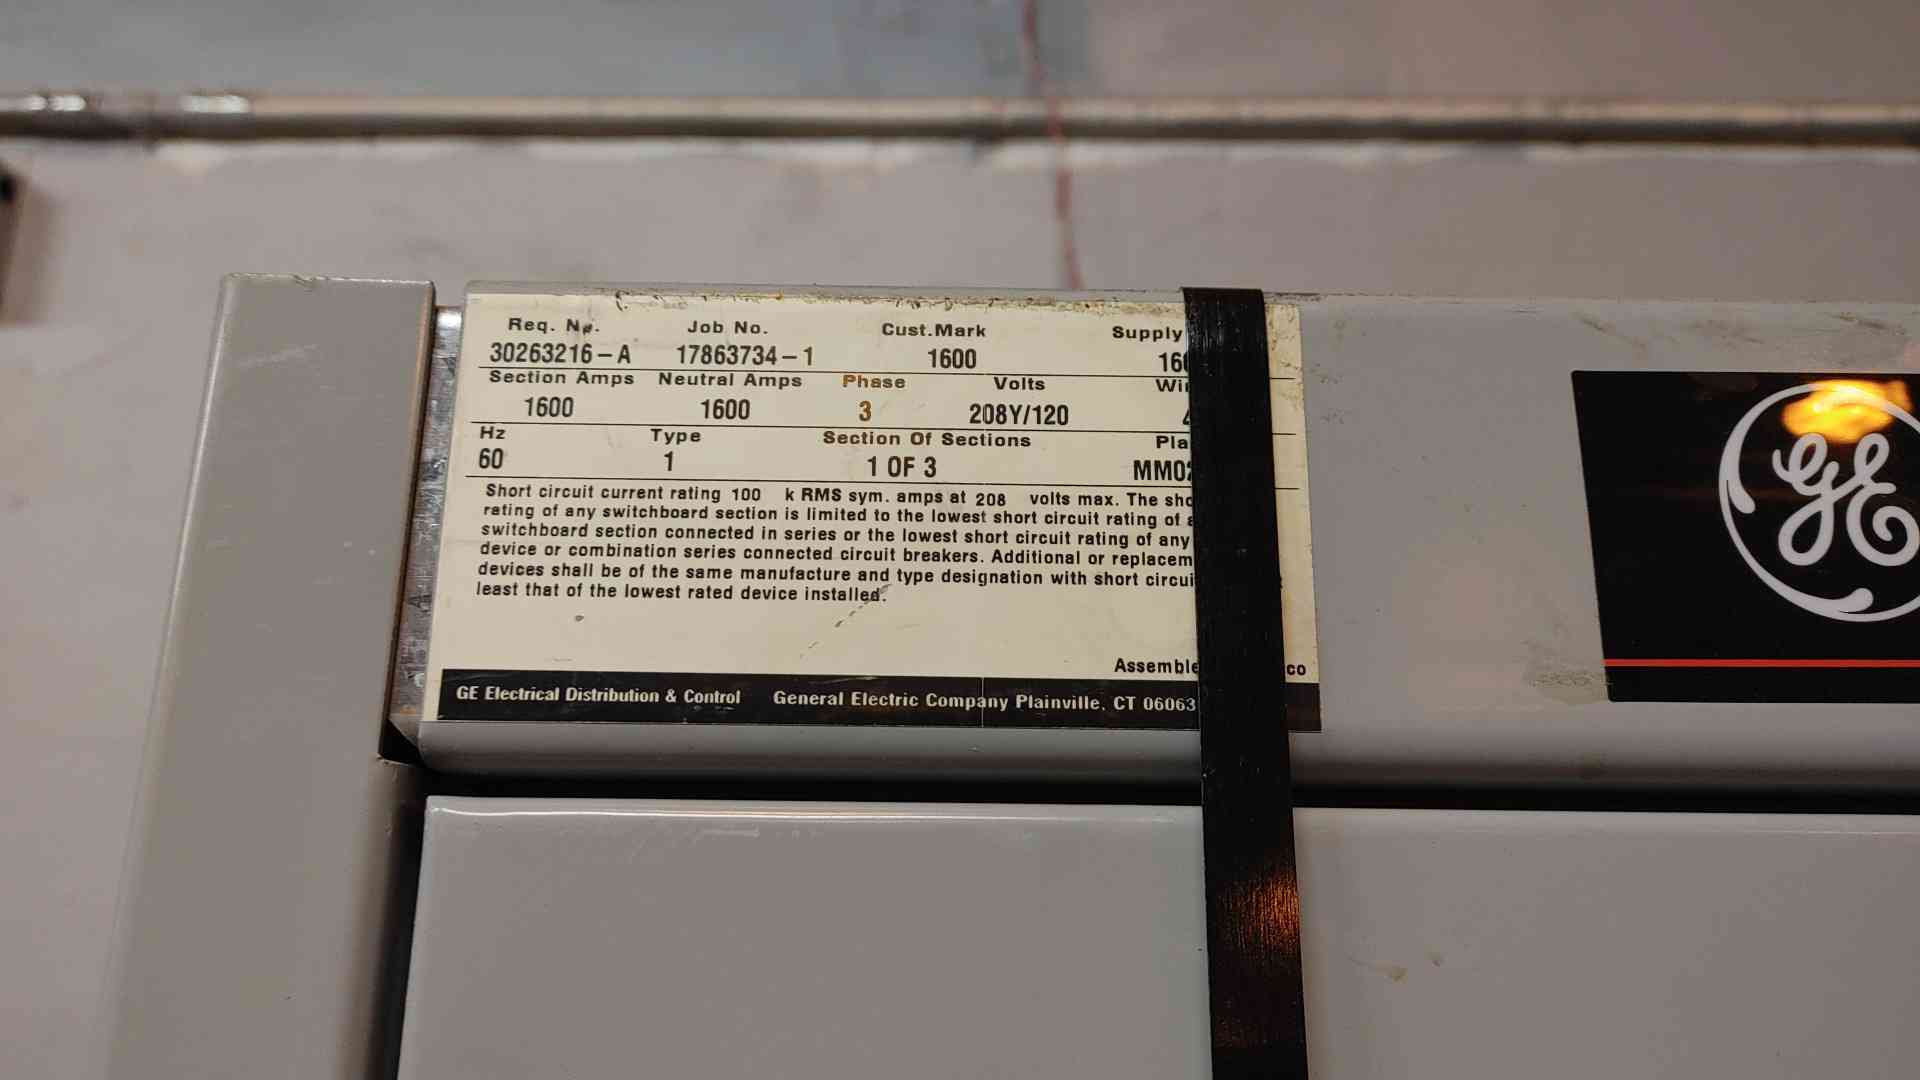 Req. No. Job No. Cust.Mark Supply
30263216-A 17863734-1 1600
Section Amps Neutral Amps Phase Volts
1600 1600 3 208Y/120
Hz Type Section Of Sections
60 1 1 OF 3
Short circuit current rating 100 k RMS sym. amps at 208 volts max. The
rating of any switchboard section is limited to the lowest short circuit rating of
switchboard section connected in series or the lowest short circuit rating of any
device or combination series connected circuit breakers. Additional or
devices shall be of the same manufacture and type designation with short
least that of the lowest rated device installed.
GE Electrical Distribution & Control General Electric Company Plainville, CT 06063
GE